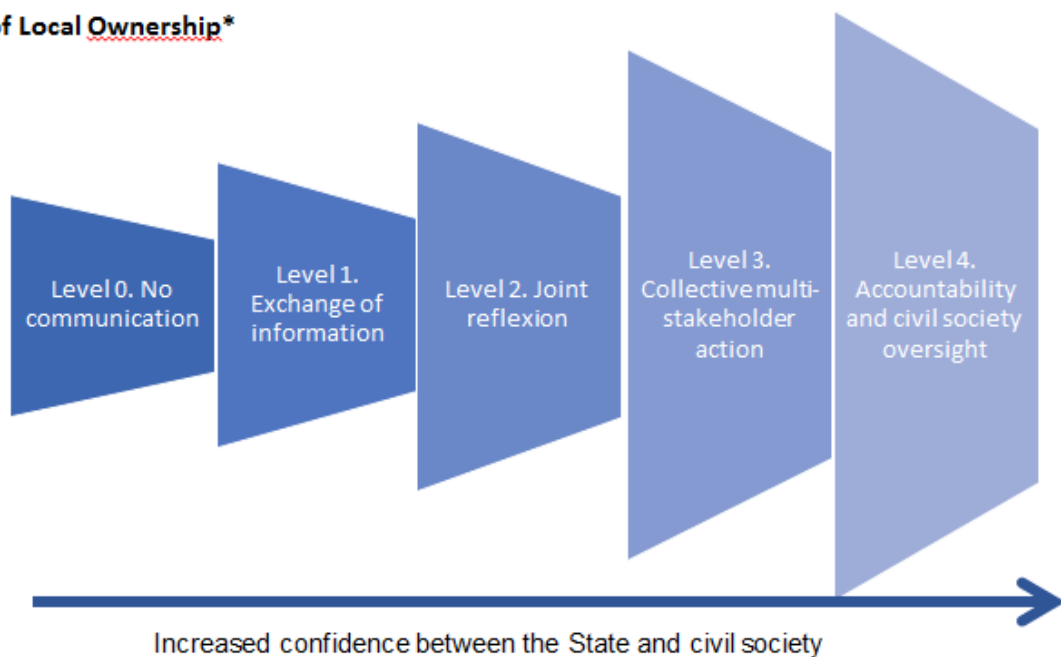 of Local Ownership*
Level 0. No
communication
Level 1.
Exchange of
information
Level 2. Joint
reflexion
Level 3.
Collective multi-
stakeholder
action
Level 4.
Accountability
and civil society
oversight
Increased confidence between the State and civil society